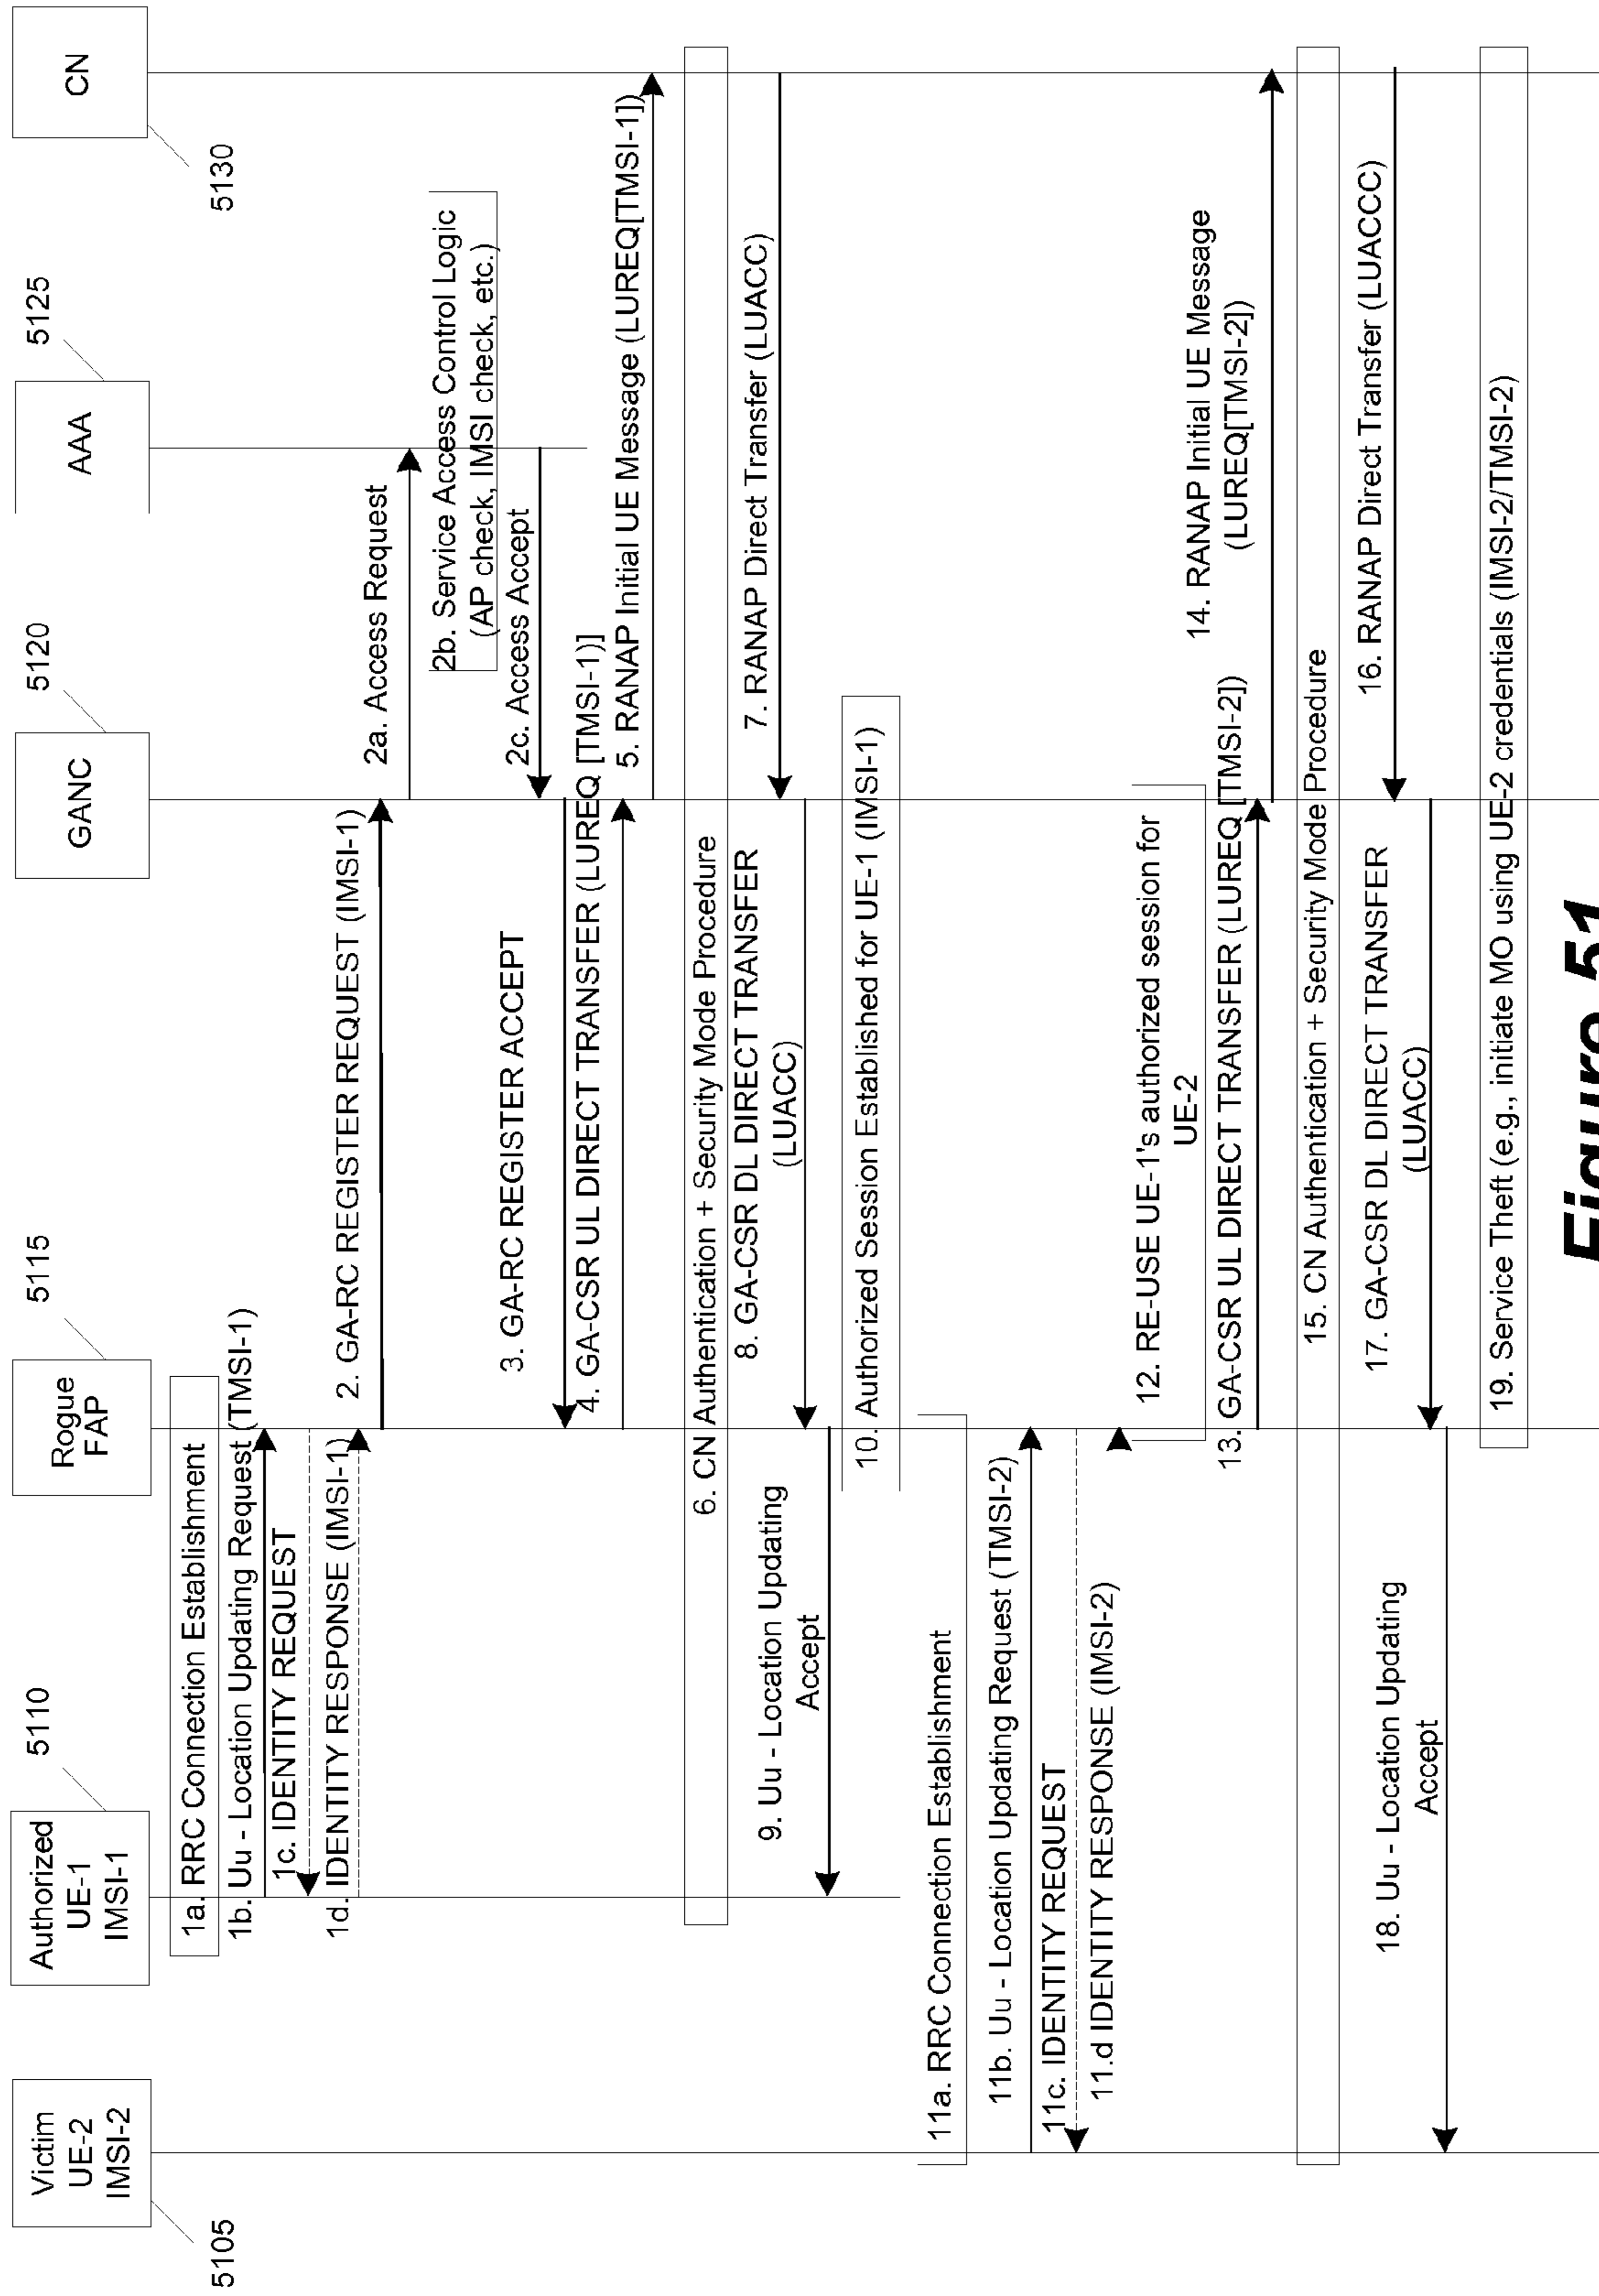 Victim
UE-2
IMSI-2
5105
Authorized
UE-1
IMSI-1
5110
Rogue
FAP
5115
GANC
5120
AAA
5125
CN
5130
1a. RRC Connection Establishment
1b. Uu - Location Updating Request (TMSI-1)
1c. IDENTITY REQUEST
1d. IDENTITY RESPONSE (IMSI-1)
2. GA-RC REGISTER REQUEST (IMSI-1)
2a. Access Request
2b. Service Access Control Logic
(AP check, IMSI check, etc.)
2c. Access Accept
3. GA-RC REGISTER ACCEPT
4. GA-CSR UL DIRECT TRANSFER (LUREQ [TMSI-1)]
5. RANAP Initial UE Message (LUREQ[TMSI-1])
6. CN Authentication + Security Mode Procedure
7. RANAP Direct Transfer (LUACC)
8. GA-CSR DL DIRECT TRANSFER
(LUACC)
9. Uu - Location Updating
Accept
10. Authorized Session Established for UE-1 (IMSI-1)
11a. RRC Connection Establishment
11b. Uu - Location Updating Request (TMSI-2)
11c. IDENTITY REQUEST
11.d IDENTITY RESPONSE (IMSI-2)
12. RE-USE UE-1's authorized session for
UE-2
13. GA-CSR UL DIRECT TRANSFER (LUREQ [TMSI-2])
14. RANAP Initial UE Message
(LUREQ[TMSI-2])
15. CN Authentication + Security Mode Procedure
16. RANAP Direct Transfer (LUACCC)
17. GA-CSR DL DIRECT TRANSFER
(LUACC)
18. Uu - Location Updating
Accept
19. Service Theft (e.g., initiate MO using UE-2 credentials (IMSI-2/TMSI-2)
Figure 51